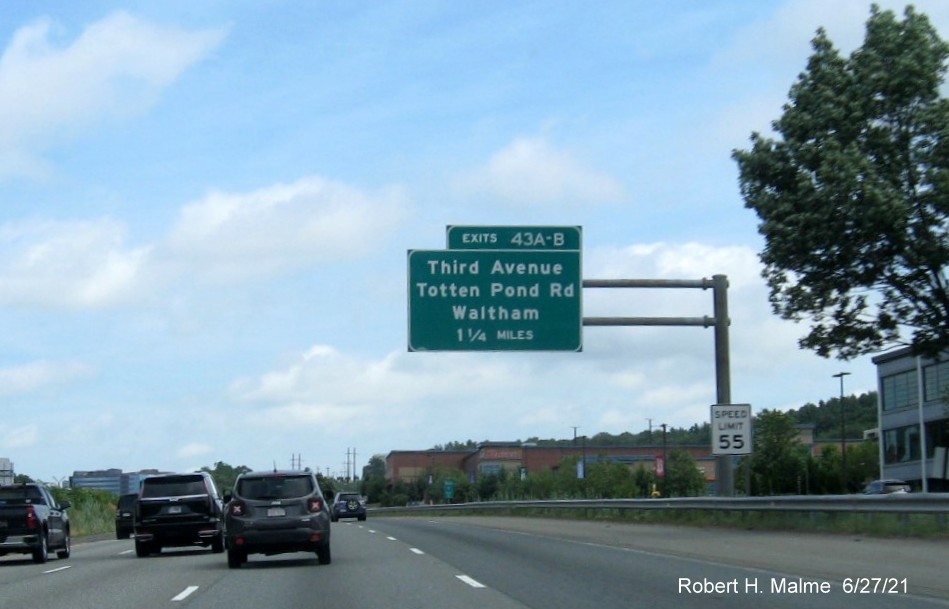 EXITS 43A-B
Third Avenue
Totten Pond Rd
Waltham
1 1/4 MILES
SPEED
LIMIT
55
Robert H. Malme 6/27/21